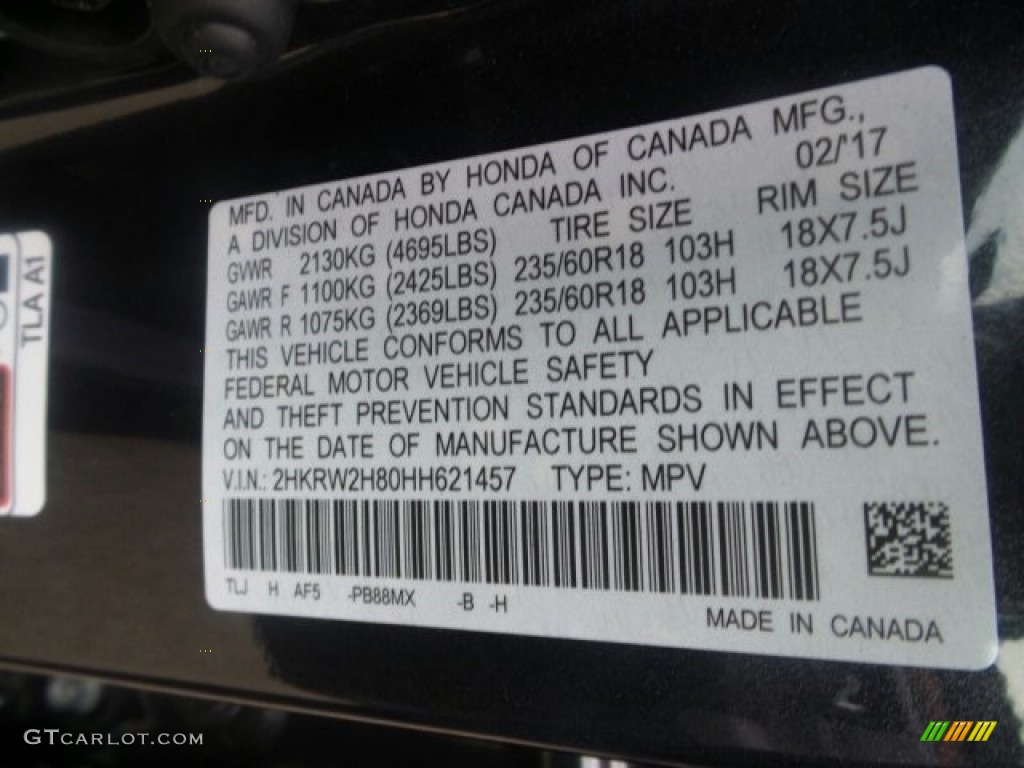 MFD. IN CANADA BY HONDA OF CANADA MFG.,
A DIVISION OF HONDA CANADA INC. 02/'17
GVWR 2130KG (4695LBS) TIRE SIZE RIM SIZE
GAWR F 1100KG (2425LBS) 235/60R18 103H 18X7.5J
GAWR R 1075KG (2369LBS) 235/60R18 103H 18X7.5J
THIS VEHICLE CONFORMS TO ALL APPLICABLE
FEDERAL MOTOR VEHICLE SAFETY
AND THEFT PREVENTION STANDARDS IN EFFECT
ON THE DATE OF MANUFACTURE SHOWN ABOVE.
V.I.N.: 2HKRW2H80HH621457 TYPE: MPV
TLJ H AF5 -PB88MX -B -H
MADE IN CANADA
TLA A1
GTCARLOT.COM